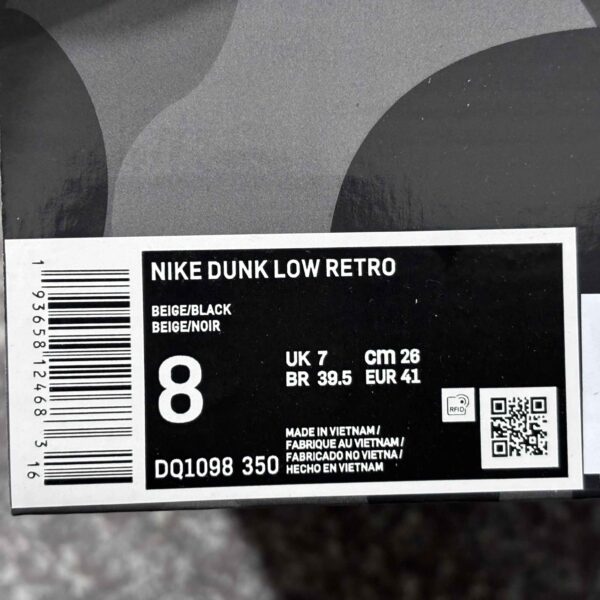 NIKE DUNK LOW RETRO
BEIGE/BLACK
BEIGE/NOIR
8
UK 7 cm 26
BR 39.5 EUR 41
DQ1098 350
MADE IN VIETNAM /
FABRIQUE AU VIETNAM /
FABRICADO NO VIETNA /
HECHO EN VIETNAM
RFID
1 93658 12468 3 16